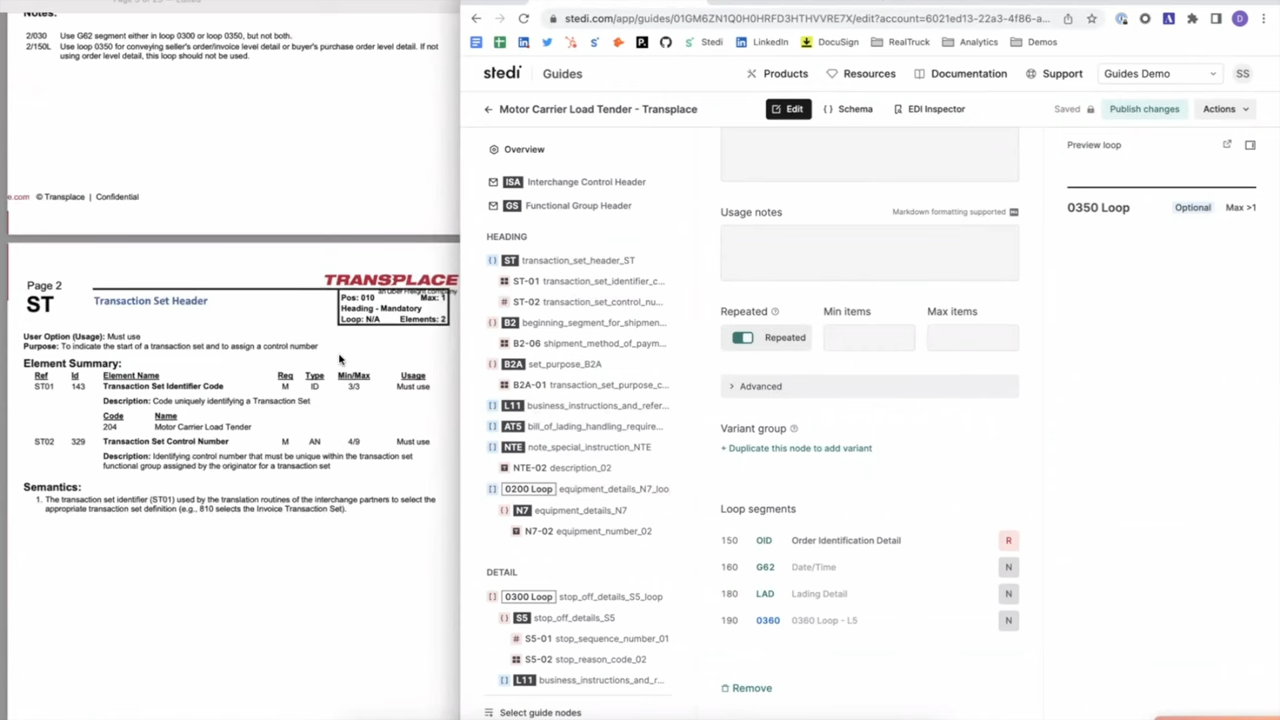 Notes:
2/030 Use G62 segment either in loop 0300 or loop 0350, but not both.
2/150L Use loop 0350 for conveying seller's order/invoice level detail or buyer's purchase order level detail. If not
using order level detail, this loop should not be used.
e.com © Transplace | Confidential
Page 2
TRANSPLACE
an Uber Freight company
ST Transaction Set Header
Pos: 010 Max: 1
Heading - Mandatory
Loop: N/A Elements: 2
User Option (Usage): Must use
Purpose: To indicate the start of a transaction set and to assign a control number
Element Summary:
Ref Id Element Name Req Type Min/Max Usage
ST01 143 Transaction Set Identifier Code M ID 3/3 Must use
Description: Code uniquely identifying a Transaction Set
Code Name
204 Motor Carrier Load Tender
ST02 329 Transaction Set Control Number M AN 4/9 Must use
Description: Identifying control number that must be unique within the transaction set
functional group assigned by the originator for a transaction set
Semantics:
1. The transaction set identifier (ST01) used by the translation routines of the interchange partners to select the
appropriate transaction set definition (e.g., 810 selects the Invoice Transaction Set).
stedi.com/app/guides/01GM6ZN1Q0H0HRFD3HTHVVRE7X/edit?account=6021ed13-22a3-4f86-a...
D
Stedi LinkedIn DocuSign RealTruck Analytics Demos
stedi Guides Products Resources Documentation Support Guides Demo SS
Motor Carrier Load Tender - Transplace Edit Schema EDI Inspector Saved Publish changes Actions
Overview
ISA Interchange Control Header
GS Functional Group Header
HEADING
ST transaction_set_header_ST
ST-01 transaction_set_identifier_c...
ST-02 transaction_set_control_nu...
B2 beginning_segment_for_shipmen...
B2-06 shipment_method_of_paym...
B2A set_purpose_B2A
B2A-01 transaction_set_purpose_c...
L11 business_instructions_and_refer...
AT5 bill_of_lading_handling_require...
NTE note_special_instruction_NTE
NTE-02 description_02
0200 Loop equipment_details_N7_loo
N7 equipment_details_N7
N7-02 equipment_number_02
DETAIL
0300 Loop stop_off_details_S5_loop
S5 stop_off_details_S5
S5-01 stop_sequence_number_01
S5-02 stop_reason_code_02
L11 business_instructions_and_r...
Select guide nodes
Usage notes Markdown formatting supported
Repeated Min items Max items
Repeated
Advanced
Variant group
+ Duplicate this node to add variant
Loop segments
150 OID Order Identification Detail R
160 G62 Date/Time N
180 LAD Lading Detail N
190 0360 0360 Loop - L5 N
Remove
Preview loop
0350 Loop Optional Max >1